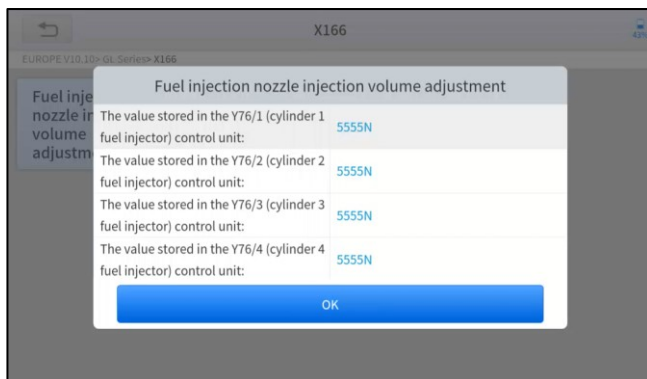 X166
43%
EUROPE V10.10> GL Series> X166
Fuel inje
nozzle in
volume
adjustm
Fuel injection nozzle injection volume adjustment
The value stored in the Y76/1 (cylinder 1
fuel injector) control unit:
5555N
The value stored in the Y76/2 (cylinder 2
fuel injector) control unit:
5555N
The value stored in the Y76/3 (cylinder 3
fuel injector) control unit:
5555N
The value stored in the Y76/4 (cylinder 4
fuel injector) control unit:
5555N
OK